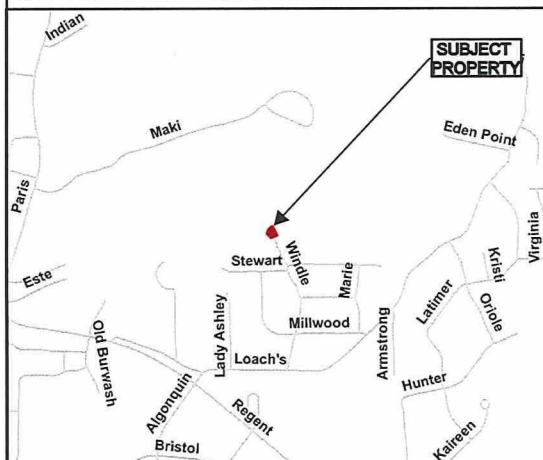 Indian
SUBJECT
PROPERTY
Maki
Eden Point
Paris
Virginia
Windle
Stewart
Kristi
Este
Marie
Latimer
Oriole
Millwood
Old Burwash
Lady Ashley
Armstrong
Loach's
Hunter
Algonquin
Regent
Kaireen
Bristol